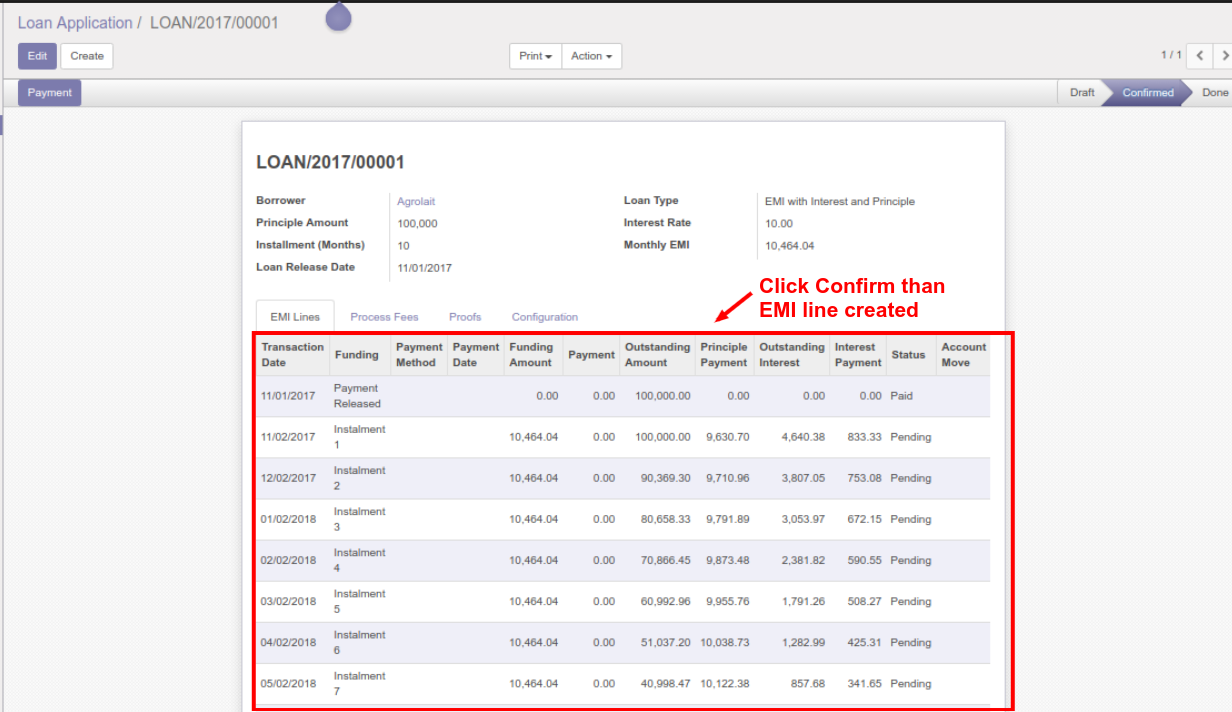 Loan Application / LOAN/2017/00001
Edit Create Print Action 1 / 1
Payment Draft Confirmed Done
LOAN/2017/00001
Borrower Agrolait Loan Type EMI with Interest and Principle
Principle Amount 100,000 Interest Rate 10.00
Installment (Months) 10 Monthly EMI 10,464.04
Loan Release Date 11/01/2017
Click Confirm than
EMI line created
EMI Lines Process Fees Proofs Configuration
Transaction Date Funding Payment Method Payment Date Funding Amount Payment Outstanding Amount Principle Payment Outstanding Interest Interest Payment Status Account Move
11/01/2017 Payment Released 0.00 0.00 100,000.00 0.00 0.00 0.00 Paid
11/02/2017 Instalment 1 10,464.04 0.00 100,000.00 9,630.70 4,640.38 833.33 Pending
12/02/2017 Instalment 2 10,464.04 0.00 90,369.30 9,710.96 3,807.05 753.08 Pending
01/02/2018 Instalment 3 10,464.04 0.00 80,658.33 9,791.89 3,053.97 672.15 Pending
02/02/2018 Instalment 4 10,464.04 0.00 70,866.45 9,873.48 2,381.82 590.55 Pending
03/02/2018 Instalment 5 10,464.04 0.00 60,992.96 9,955.76 1,791.26 508.27 Pending
04/02/2018 Instalment 6 10,464.04 0.00 51,037.20 10,038.73 1,282.99 425.31 Pending
05/02/2018 Instalment 7 10,464.04 0.00 40,998.47 10,122.38 857.68 341.65 Pending